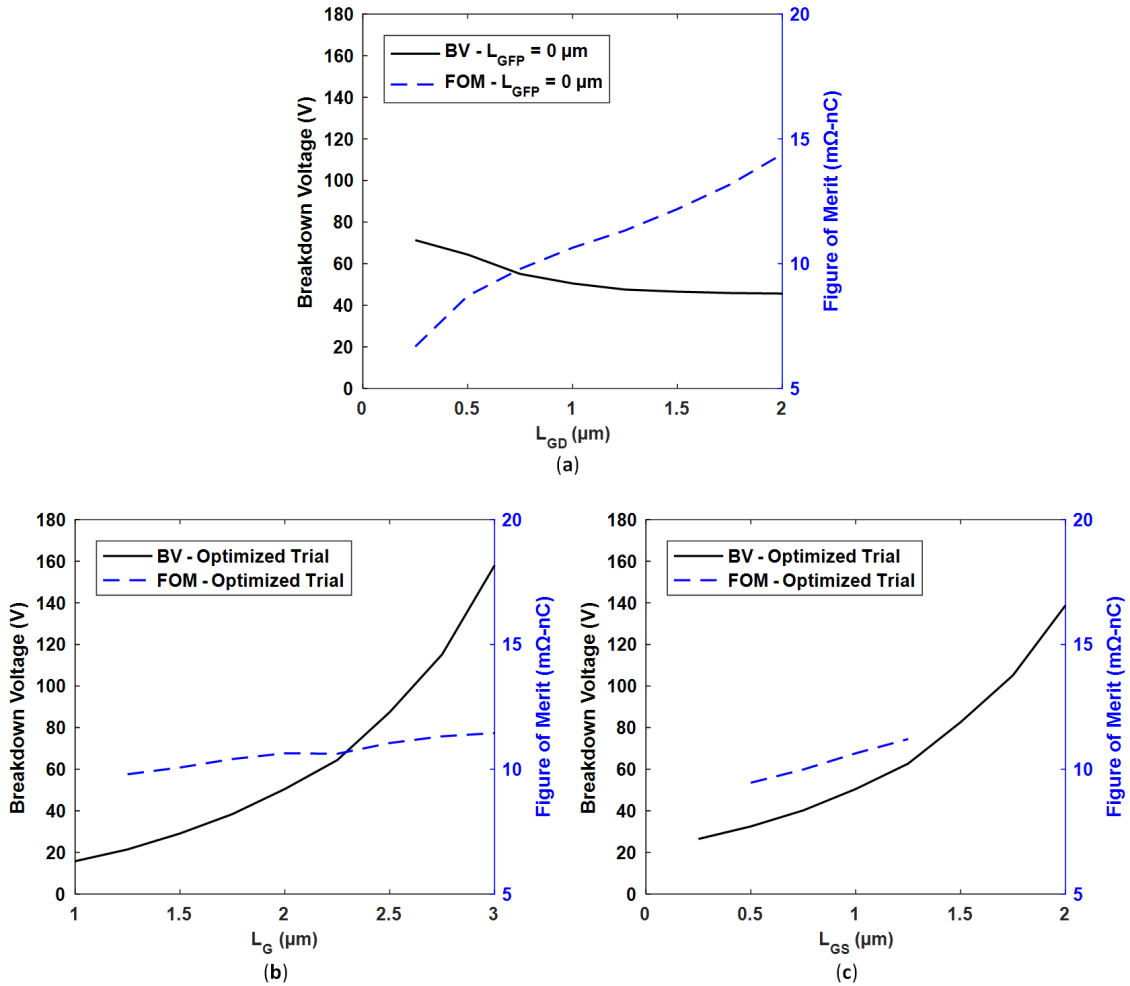 180
160
140
120
100
80
60
40
20
0
Breakdown Voltage (V)
BV - L_GFP = 0 µm
FOM - L_GFP = 0 µm
20
15
10
5
Figure of Merit (mΩ-nC)
0 0.5 1 1.5 2
L_GD (µm)
(a)
180
160
140
120
100
80
60
40
20
0
Breakdown Voltage (V)
BV - Optimized Trial
FOM - Optimized Trial
20
15
10
5
Figure of Merit (mΩ-nC)
1 1.5 2 2.5 3
L_G (µm)
(b)
180
160
140
120
100
80
60
40
20
0
Breakdown Voltage (V)
BV - Optimized Trial
FOM - Optimized Trial
20
15
10
5
Figure of Merit (mΩ-nC)
0 0.5 1 1.5 2
L_GS (µm)
(c)